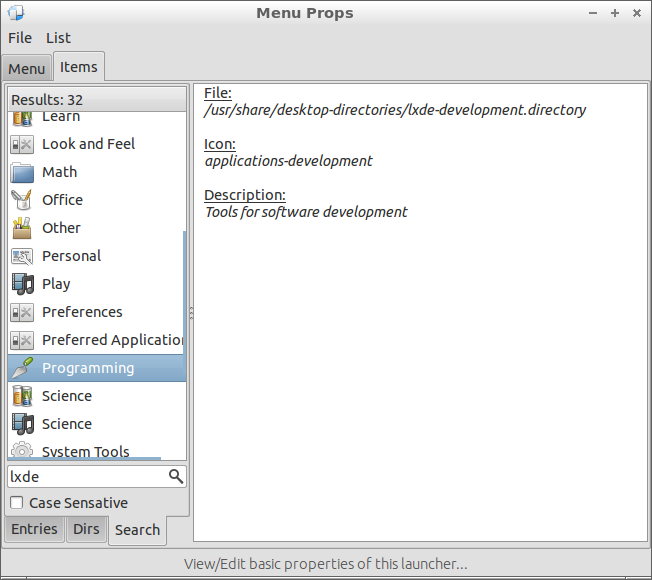 Menu Props
File List
Menu Items
Results: 32
Learn
Look and Feel
Math
Office
Other
Personal
Play
Preferences
Preferred Application
Programming
Science
Science
System Tools
lxde
Case Sensative
Entries Dirs Search
File:
/usr/share/desktop-directories/lxde-development.directory
Icon:
applications-development
Description:
Tools for software development
View/Edit basic properties of this launcher...